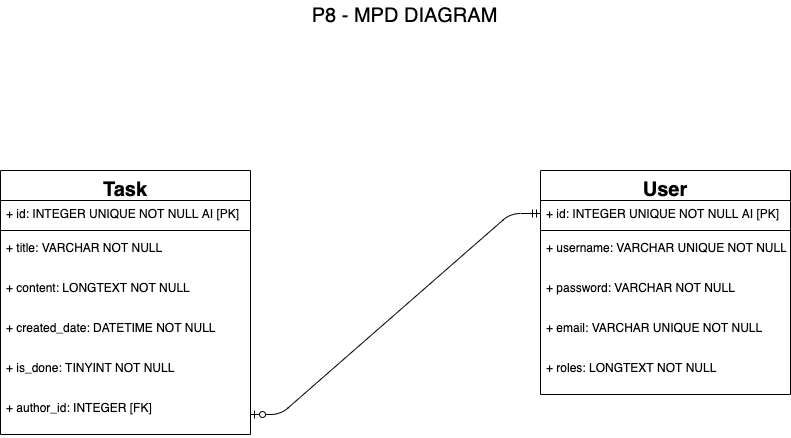 P8 - MPD DIAGRAM
Task
+ id: INTEGER UNIQUE NOT NULL AI [PK]
+ title: VARCHAR NOT NULL
+ content: LONGTEXT NOT NULL
+ created_date: DATETIME NOT NULL
+ is_done: TINYINT NOT NULL
+ author_id: INTEGER [FK]
User
+ id: INTEGER UNIQUE NOT NULL AI [PK]
+ username: VARCHAR UNIQUE NOT NULL
+ password: VARCHAR NOT NULL
+ email: VARCHAR UNIQUE NOT NULL
+ roles: LONGTEXT NOT NULL